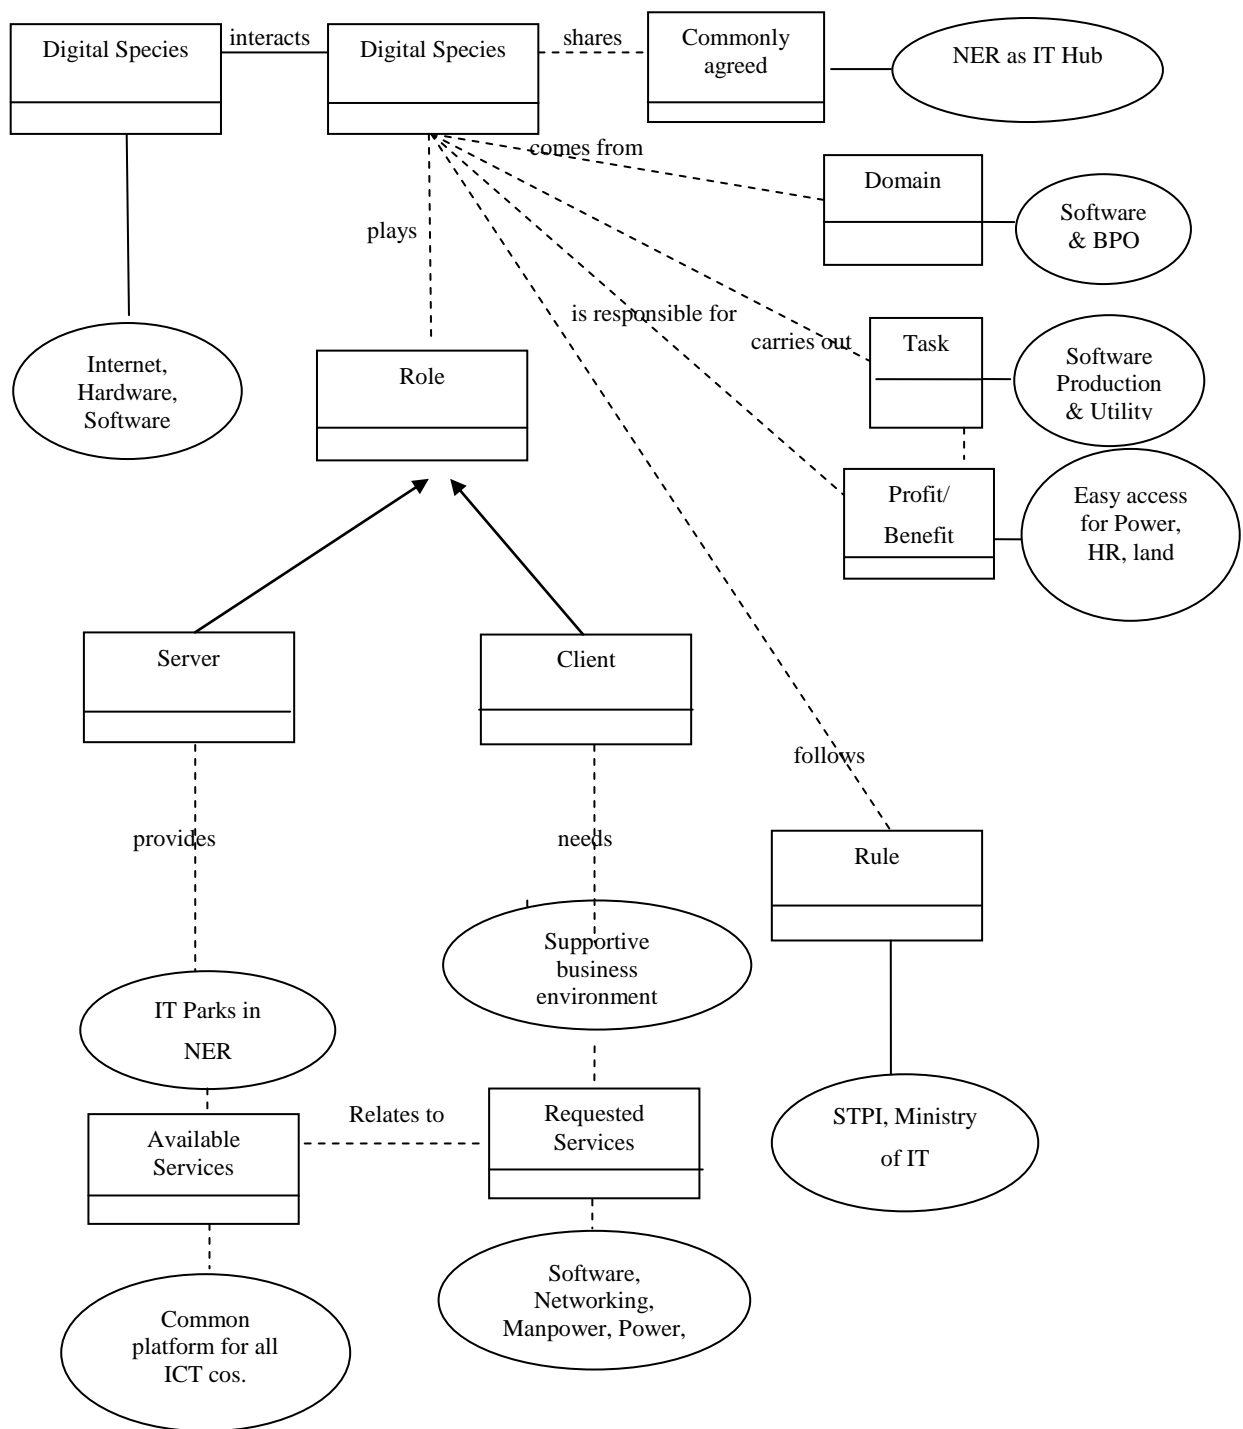 Digital Species
interacts
Digital Species
shares
Commonly
agreed
NER as IT Hub
comes from
Domain
Software
& BPO
plays
is responsible for
carries out
Task
Software
Production
& Utility
Internet,
Hardware,
Software
Role
Profit/
Benefit
Easy access
for Power,
HR, land
Server
Client
follows
provides
needs
Rule
Supportive
business
environment
IT Parks in
NER
Relates to
Requested
Services
STPI, Ministry
of IT
Available
Services
Software,
Networking,
Manpower, Power,
Common
platform for all
ICT cos.